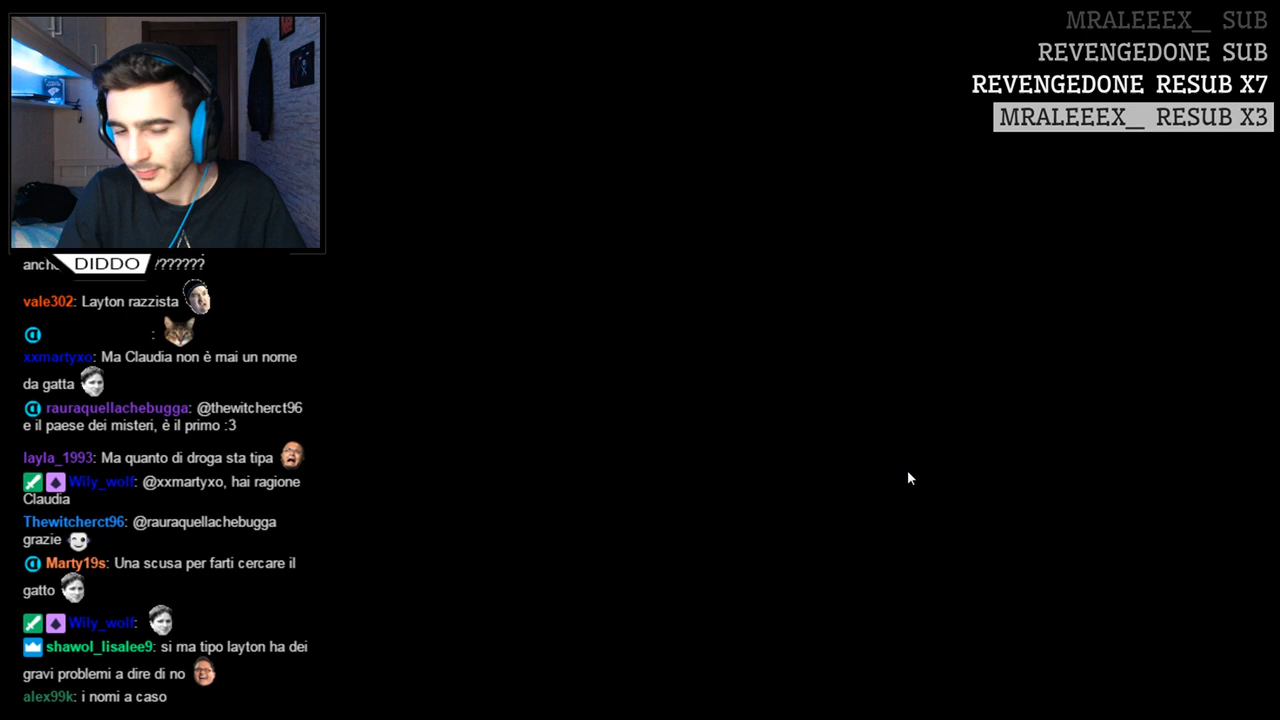 MRALEEEX_ SUB
REVENGEDONE SUB
REVENGEDONE RESUB X7
MRALEEEX_ RESUB X3
DIDDO ???????
vale302: Layton razzista
@ :
xxmartyxo: Ma Claudia non è mai un nome
da gatta
@ rauraquellachebugga: @thewitcherct96
e il paese dei misteri, è il primo :3
layla_1993: Ma quanto di droga sta tipa
Wily_wolf: @xxmartyxo, hai ragione
Claudia
Thewitcherct96: @rauraquellachebugga
grazie
@ Marty19s: Una scusa per farti cercare il
gatto
Wily_wolf:
shawol_lisalee9: si ma tipo layton ha dei
gravi problemi a dire di no
alex99k: i nomi a caso